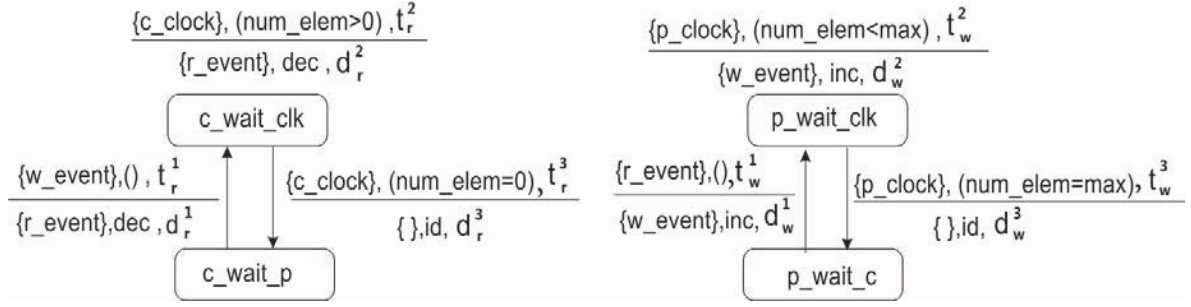 {c_clock}, (num_elem>0) ,t_r^2
{r_event}, dec , d_r^2
c_wait_clk
{w_event},() , t_r^1
{r_event},dec , d_r^1
{c_clock}, (num_elem=0), t_r^3
{ },id, d_r^3
c_wait_p
{p_clock}, (num_elem<max) , t_w^2
{w_event}, inc, d_w^2
p_wait_clk
{r_event},(),t_w^1
{w_event},inc, d_w^1
{p_clock}, (num_elem=max), t_w^3
{ },id, d_w^3
p_wait_c